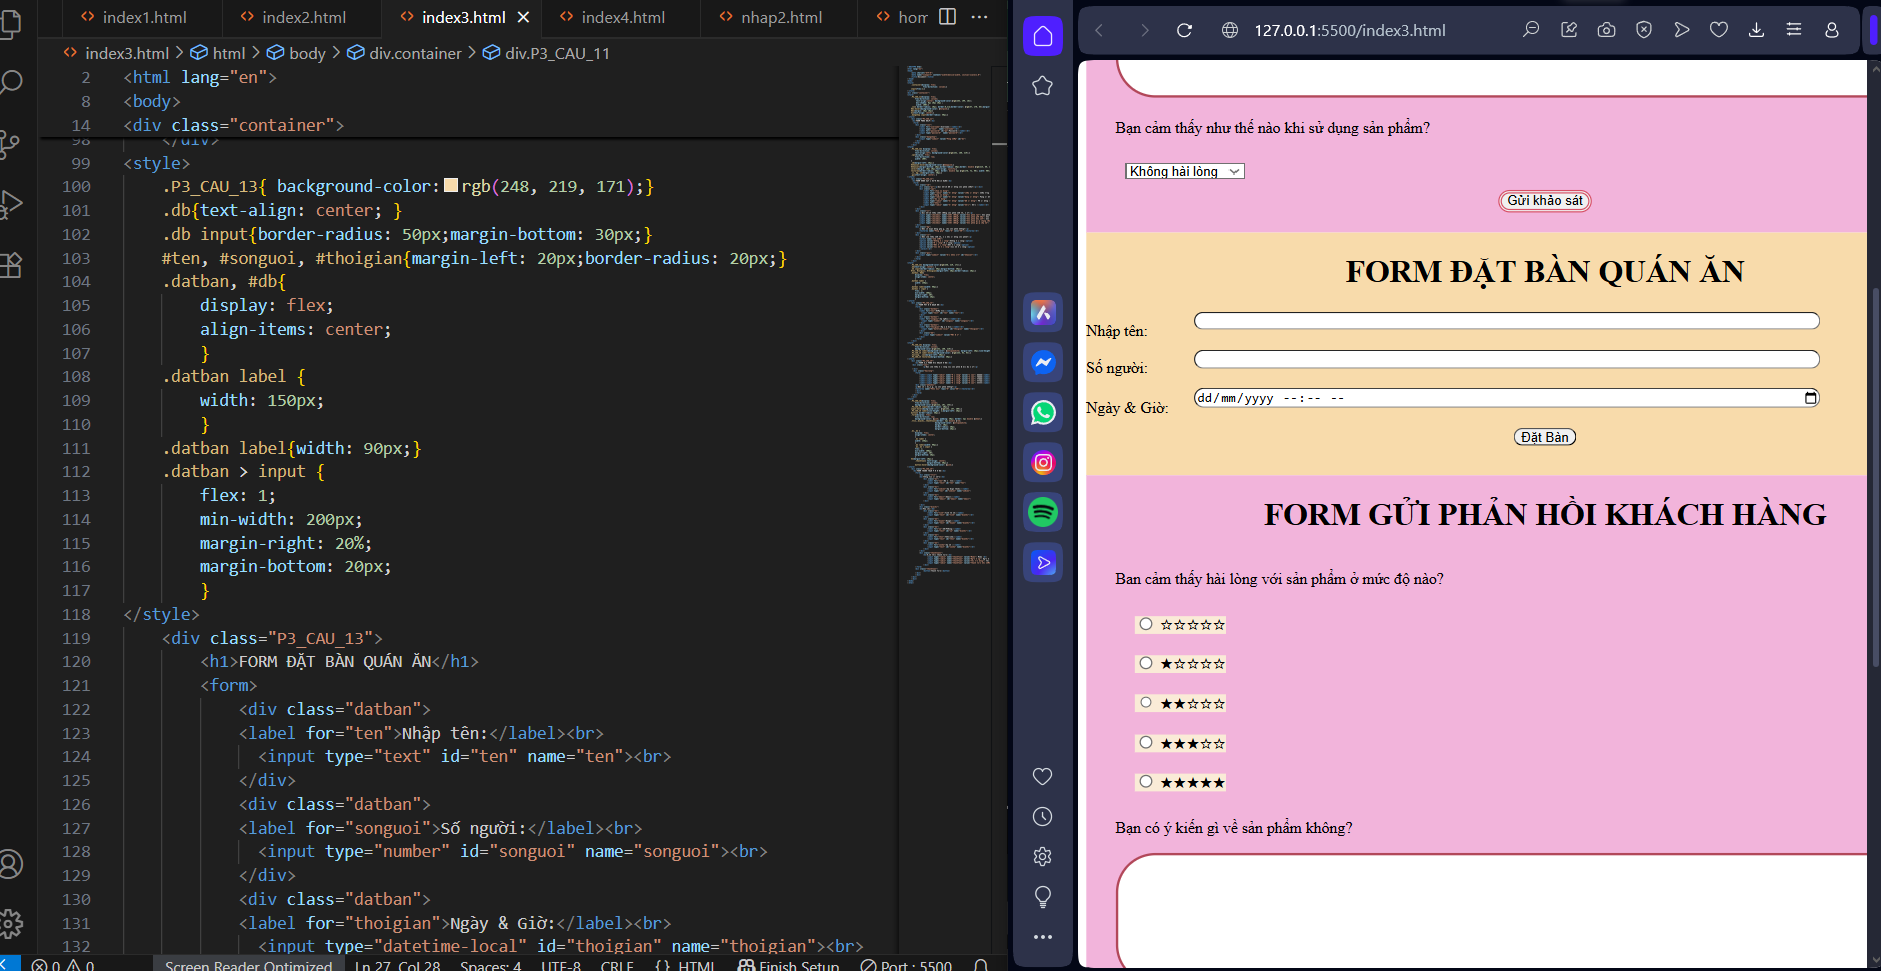 index1.html
index2.html
index3.html
index4.html
nhap2.html
hom
index3.html > html > body > div.container > div.P3_CAU_11
2 <html lang="en">
8 <body>
14 <div class="container">
98 </div>
99 <style>
100 .P3_CAU_13{ background-color: rgb(248, 219, 171);}
101 .db{text-align: center; }
102 .db input{border-radius: 50px;margin-bottom: 30px;}
103 #ten, #songuoi, #thoigian{margin-left: 20px;border-radius: 20px;}
104 .datban, #db{
105 display: flex;
106 align-items: center;
107 }
108 .datban label {
109 width: 150px;
110 }
111 .datban label{width: 90px;}
112 .datban > input {
113 flex: 1;
114 min-width: 200px;
115 margin-right: 20%;
116 margin-bottom: 20px;
117 }
118 </style>
119 <div class="P3_CAU_13">
120 <h1>FORM ĐẶT BÀN QUÁN ĂN</h1>
121 <form>
122 <div class="datban">
123 <label for="ten">Nhập tên:</label><br>
124 <input type="text" id="ten" name="ten"><br>
125 </div>
126 <div class="datban">
127 <label for="songuoi">Số người:</label><br>
128 <input type="number" id="songuoi" name="songuoi"><br>
129 </div>
130 <div class="datban">
131 <label for="thoigian">Ngày & Giờ:</label><br>
132 <input type="datetime-local" id="thoigian" name="thoigian"><br>
0 0 Screen Reader Optimized Ln 27, Col 28 Spaces: 4 UTF-8 CRLF {} HTML Finish Setup Port : 5500
127.0.0.1:5500/index3.html
Bạn cảm thấy như thế nào khi sử dụng sản phẩm?
Không hài lòng
Gửi khảo sát
FORM ĐẶT BÀN QUÁN ĂN
Nhập tên:
Số người:
Ngày & Giờ:
dd/mm/yyyy --:-- --
Đặt Bàn
FORM GỬI PHẢN HỒI KHÁCH HÀNG
Ban cảm thấy hài lòng với sản phẩm ở mức độ nào?
☆☆☆☆☆
★☆☆☆☆
★★☆☆☆
★★★☆☆
★★★★★
Bạn có ý kiến gì về sản phẩm không?